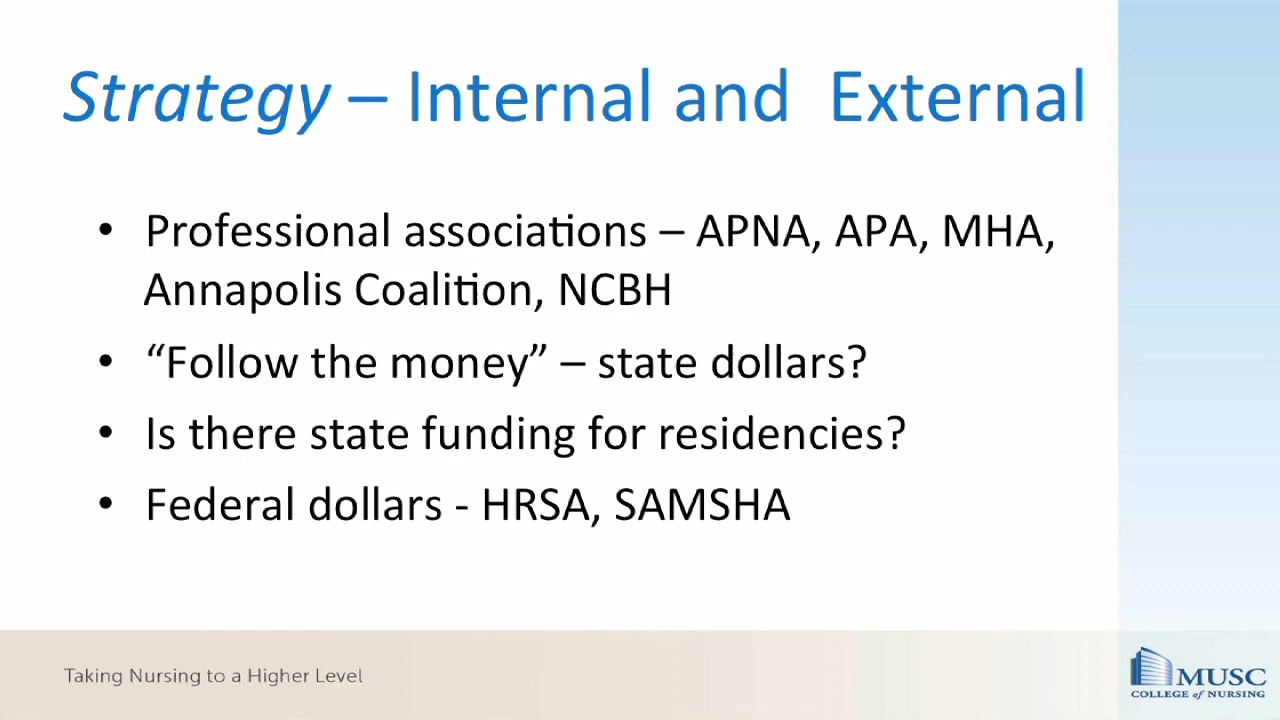 Strategy – Internal and External
• Professional associations – APNA, APA, MHA,
Annapolis Coalition, NCBH
• “Follow the money” – state dollars?
• Is there state funding for residencies?
• Federal dollars - HRSA, SAMSHA
Taking Nursing to a Higher Level
MUSC
COLLEGE of NURSING